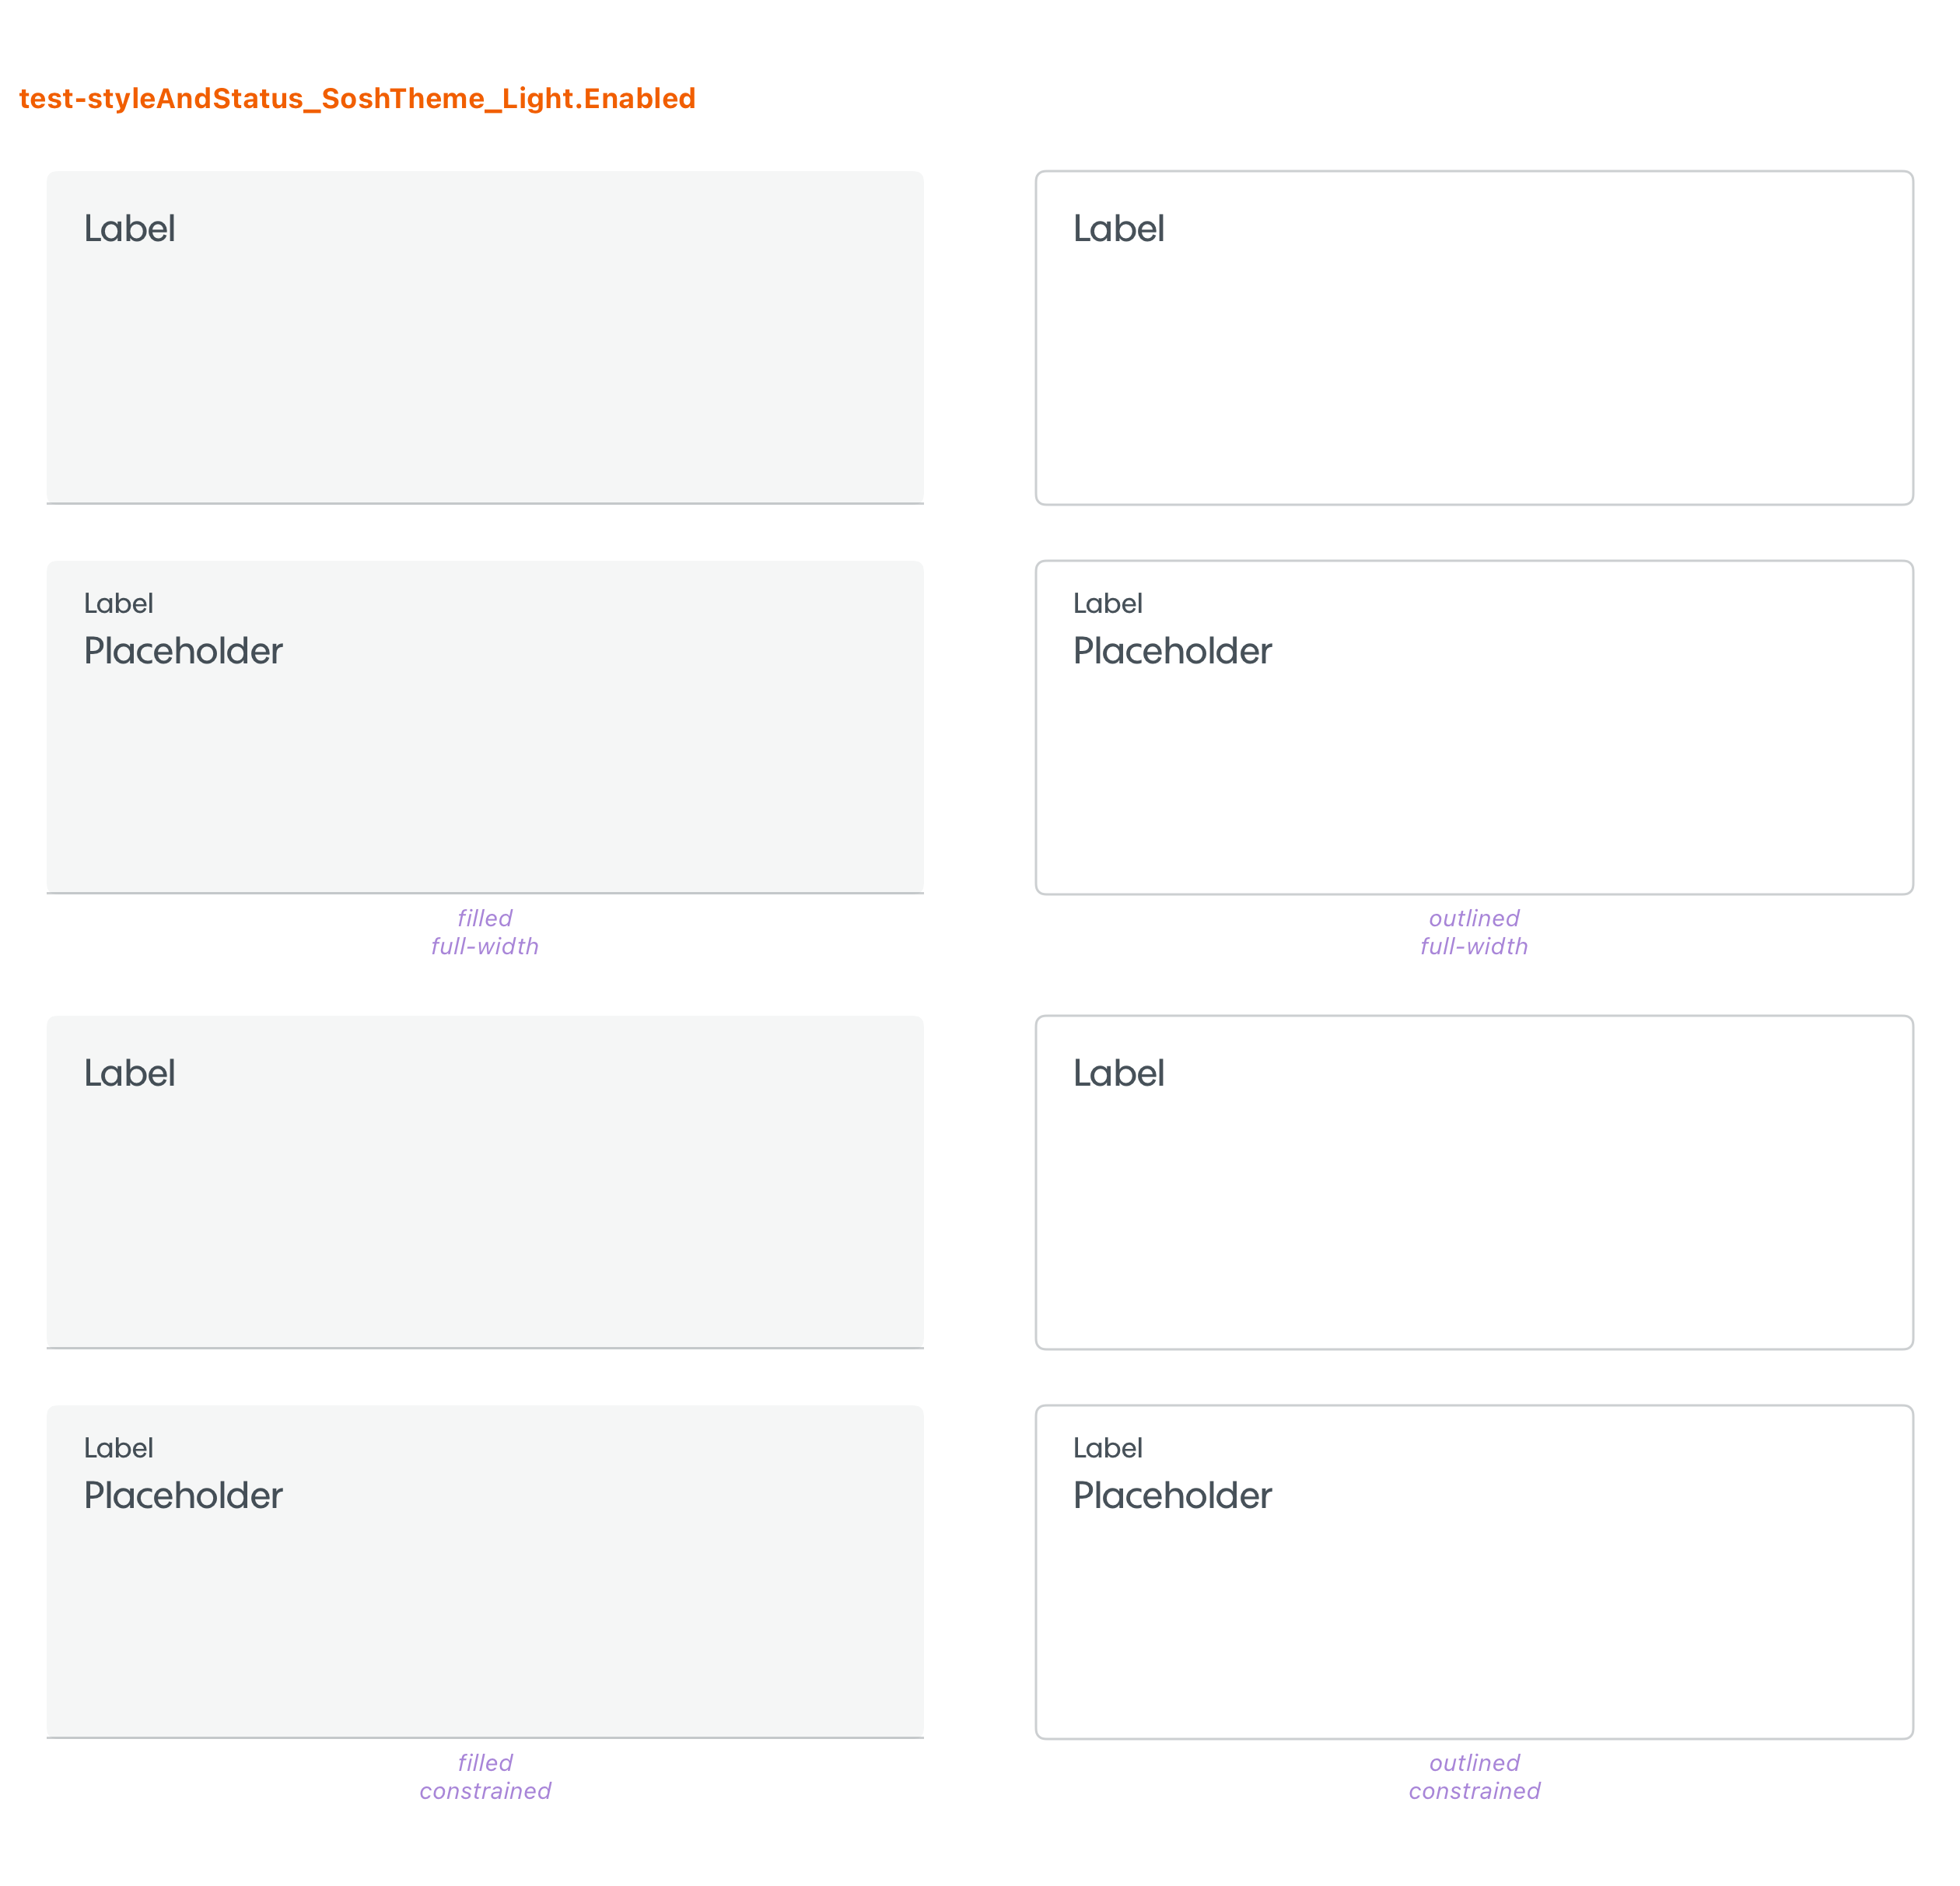 test-styleAndStatus_SoshTheme_Light.Enabled
Label
Label
Label
Label
Placeholder
Placeholder
filled
full-width
outlined
full-width
Label
Label
Label
Label
Placeholder
Placeholder
filled
constrained
outlined
constrained